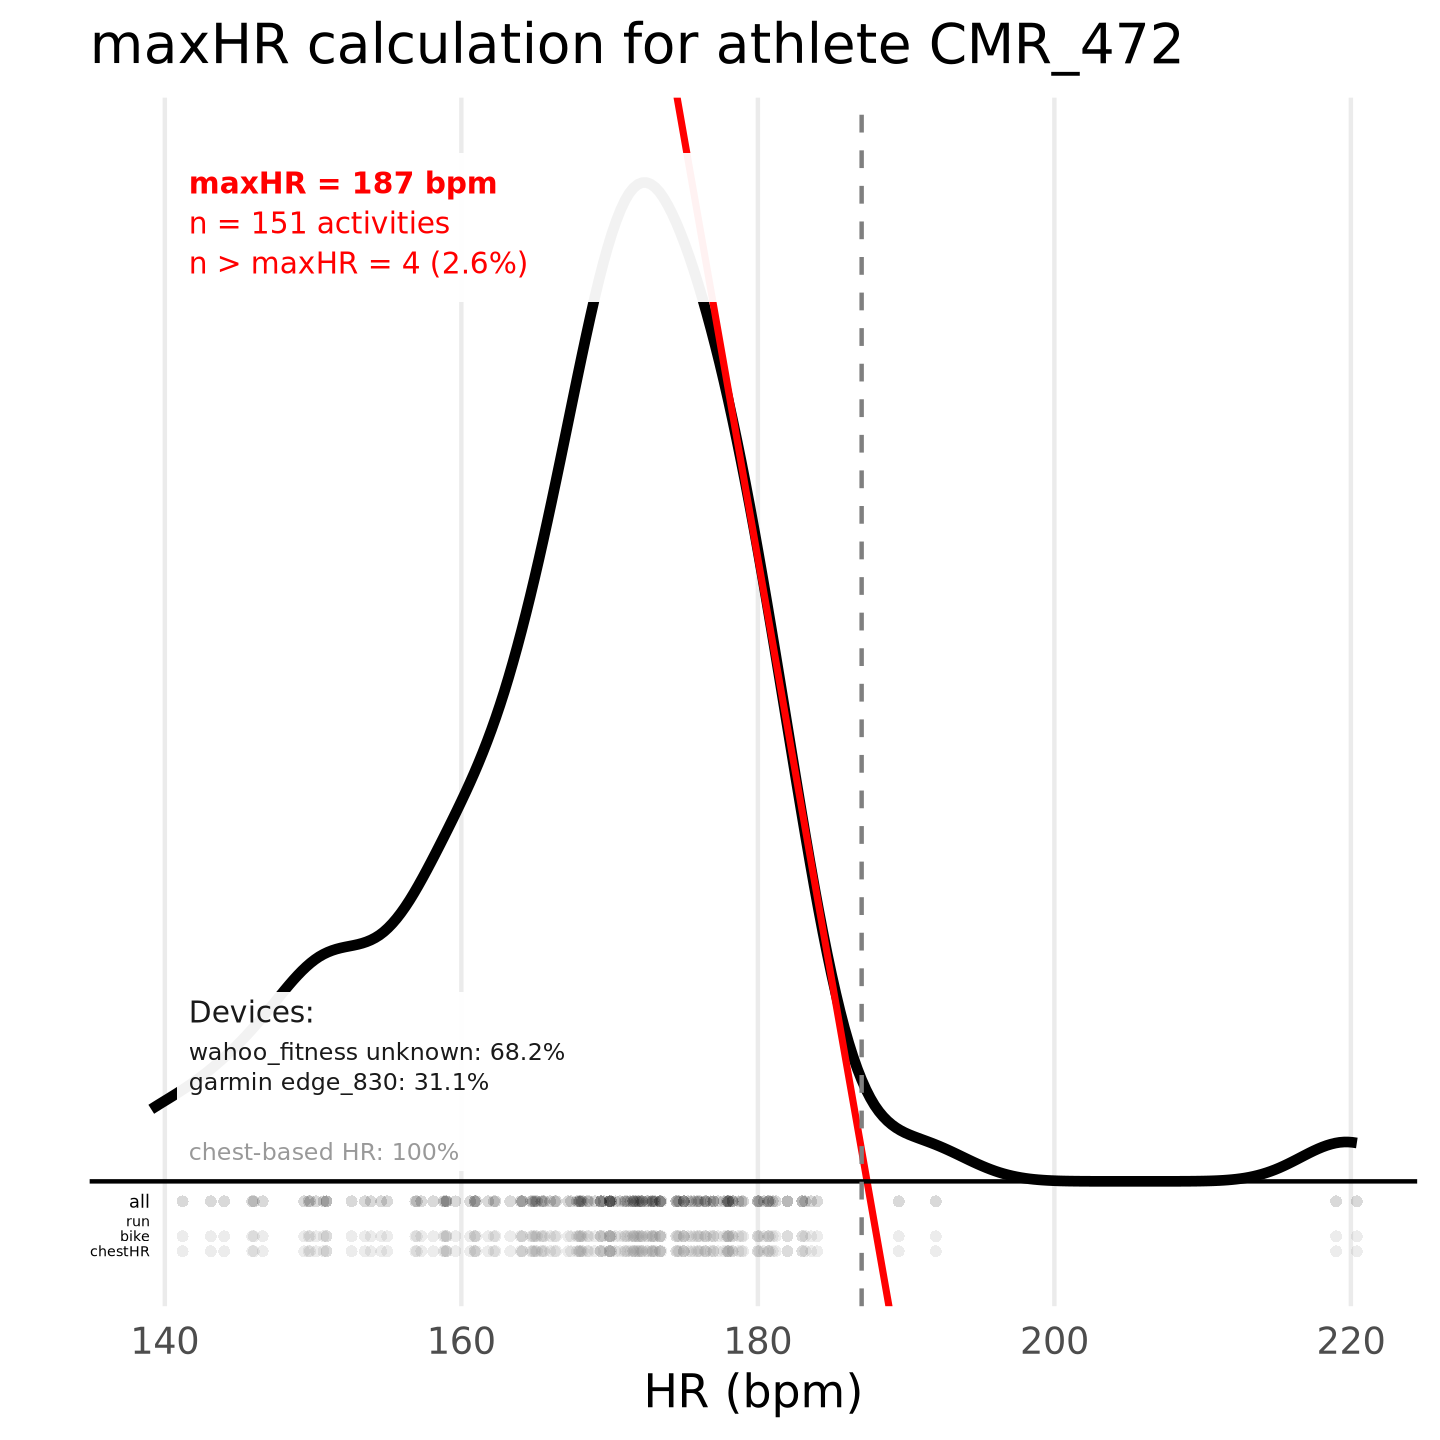 maxHR calculation for athlete CMR_472
maxHR = 187 bpm
n = 151 activities
n > maxHR = 4 (2.6%)
Devices:
wahoo_fitness unknown: 68.2%
garmin edge_830: 31.1%
chest-based HR: 100%
all
run
bike
chestHR
140 160 180 200 220
HR (bpm)